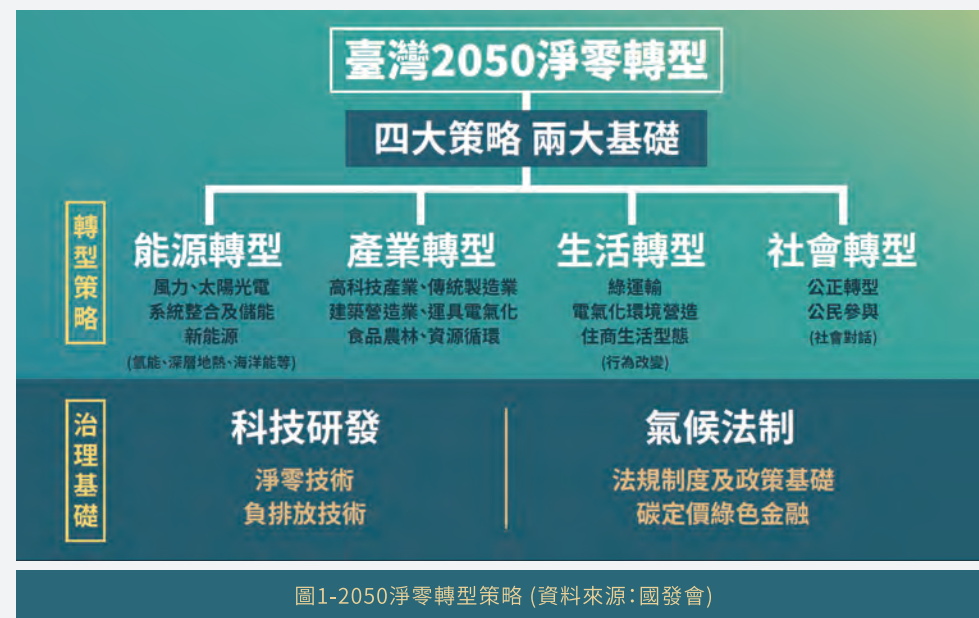 臺灣2050淨零轉型
四大策略 兩大基礎
轉型策略
能源轉型
風力、太陽光電
系統整合及儲能
新能源
(氫能、深層地熱、海洋能等)
產業轉型
高科技產業、傳統製造業
建築營造業、運具電氣化
食品農林、資源循環
生活轉型
綠運輸
電氣化環境營造
住商生活型態
(行為改變)
社會轉型
公正轉型
公民參與
(社會對話)
治理基礎
科技研發
淨零技術
負排放技術
氣候法制
法規制度及政策基礎
碳定價綠色金融
圖1-2050淨零轉型策略 (資料來源：國發會)